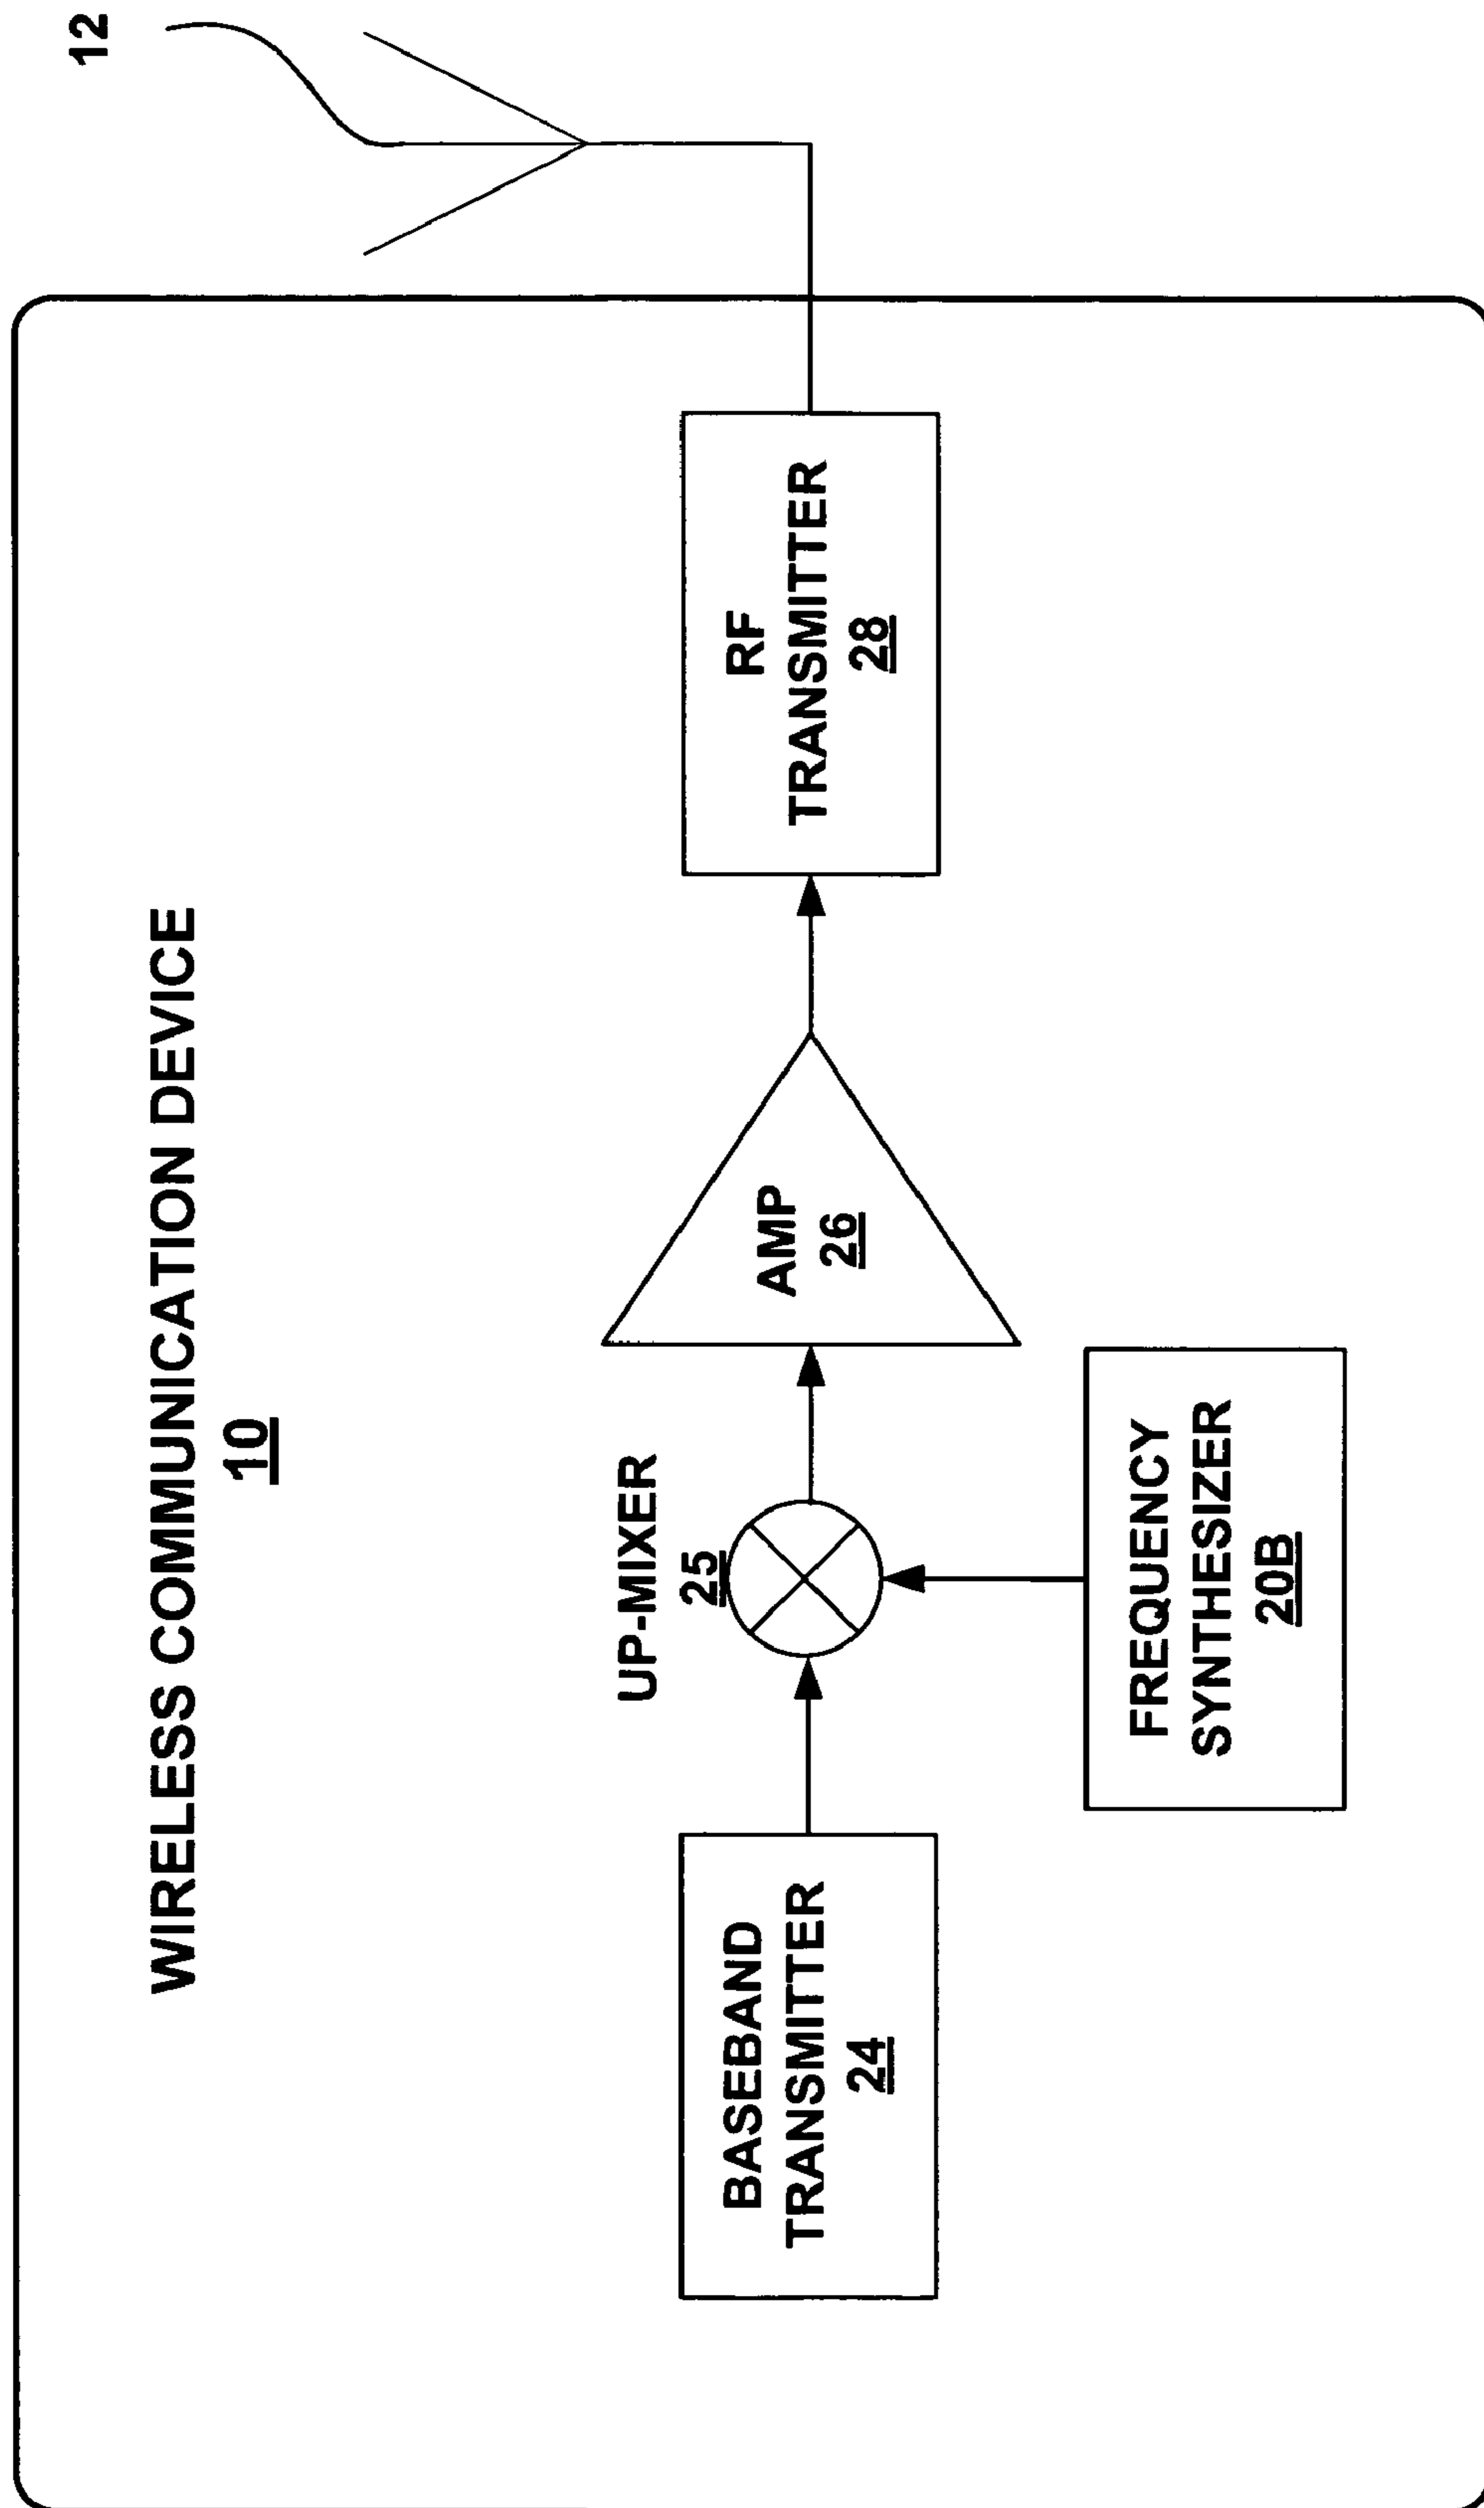 WIRELESS COMMUNICATION DEVICE
10
12
UP-MIXER
25
BASEBAND
TRANSMITTER
24
AMP
26
RF
TRANSMITTER
28
FREQUENCY
SYNTHESIZER
20B